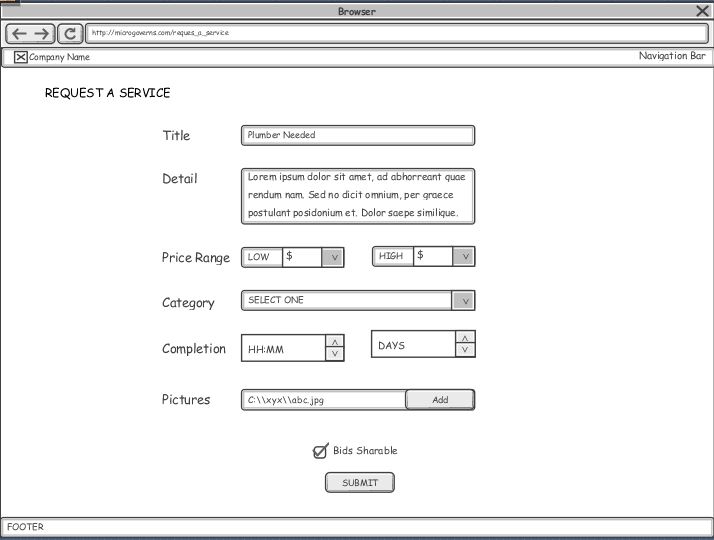 Browser
http://microgoverns.com/reques_a_service
Company Name
Navigation Bar
REQUEST A SERVICE
Title
Plumber Needed
Detail
Lorem ipsum dolor sit amet, ad abhorreant quae
rendum nam. Sed no dicit omnium, per graece
postulant posidonium et. Dolor saepe similique.
Price Range
LOW $ v
HIGH $ v
Category
SELECT ONE v
Completion
HH:MM
DAYS
Pictures
C:\\xyx\\abc.jpg
Add
Bids Sharable
SUBMIT
FOOTER